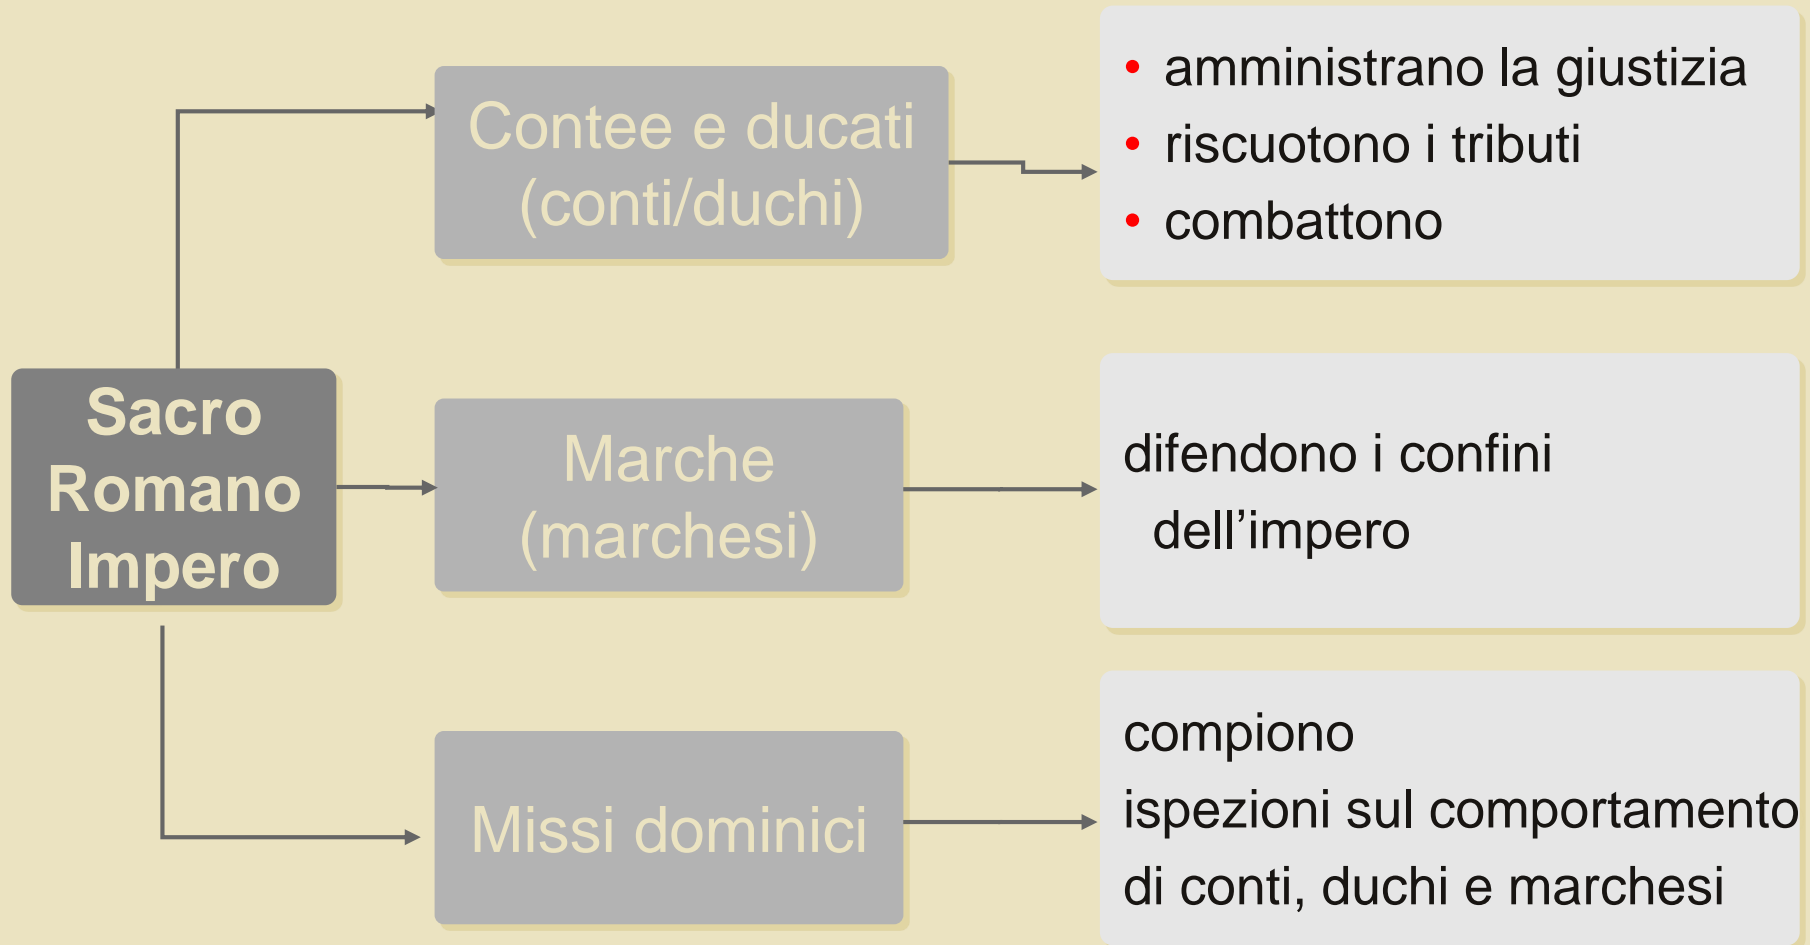 Sacro
Romano
Impero
Contee e ducati
(conti/duchi)
• amministrano la giustizia
• riscuotono i tributi
• combattono
Marche
(marchesi)
difendono i confini
dell’impero
Missi dominici
compiono
ispezioni sul comportamento
di conti, duchi e marchesi